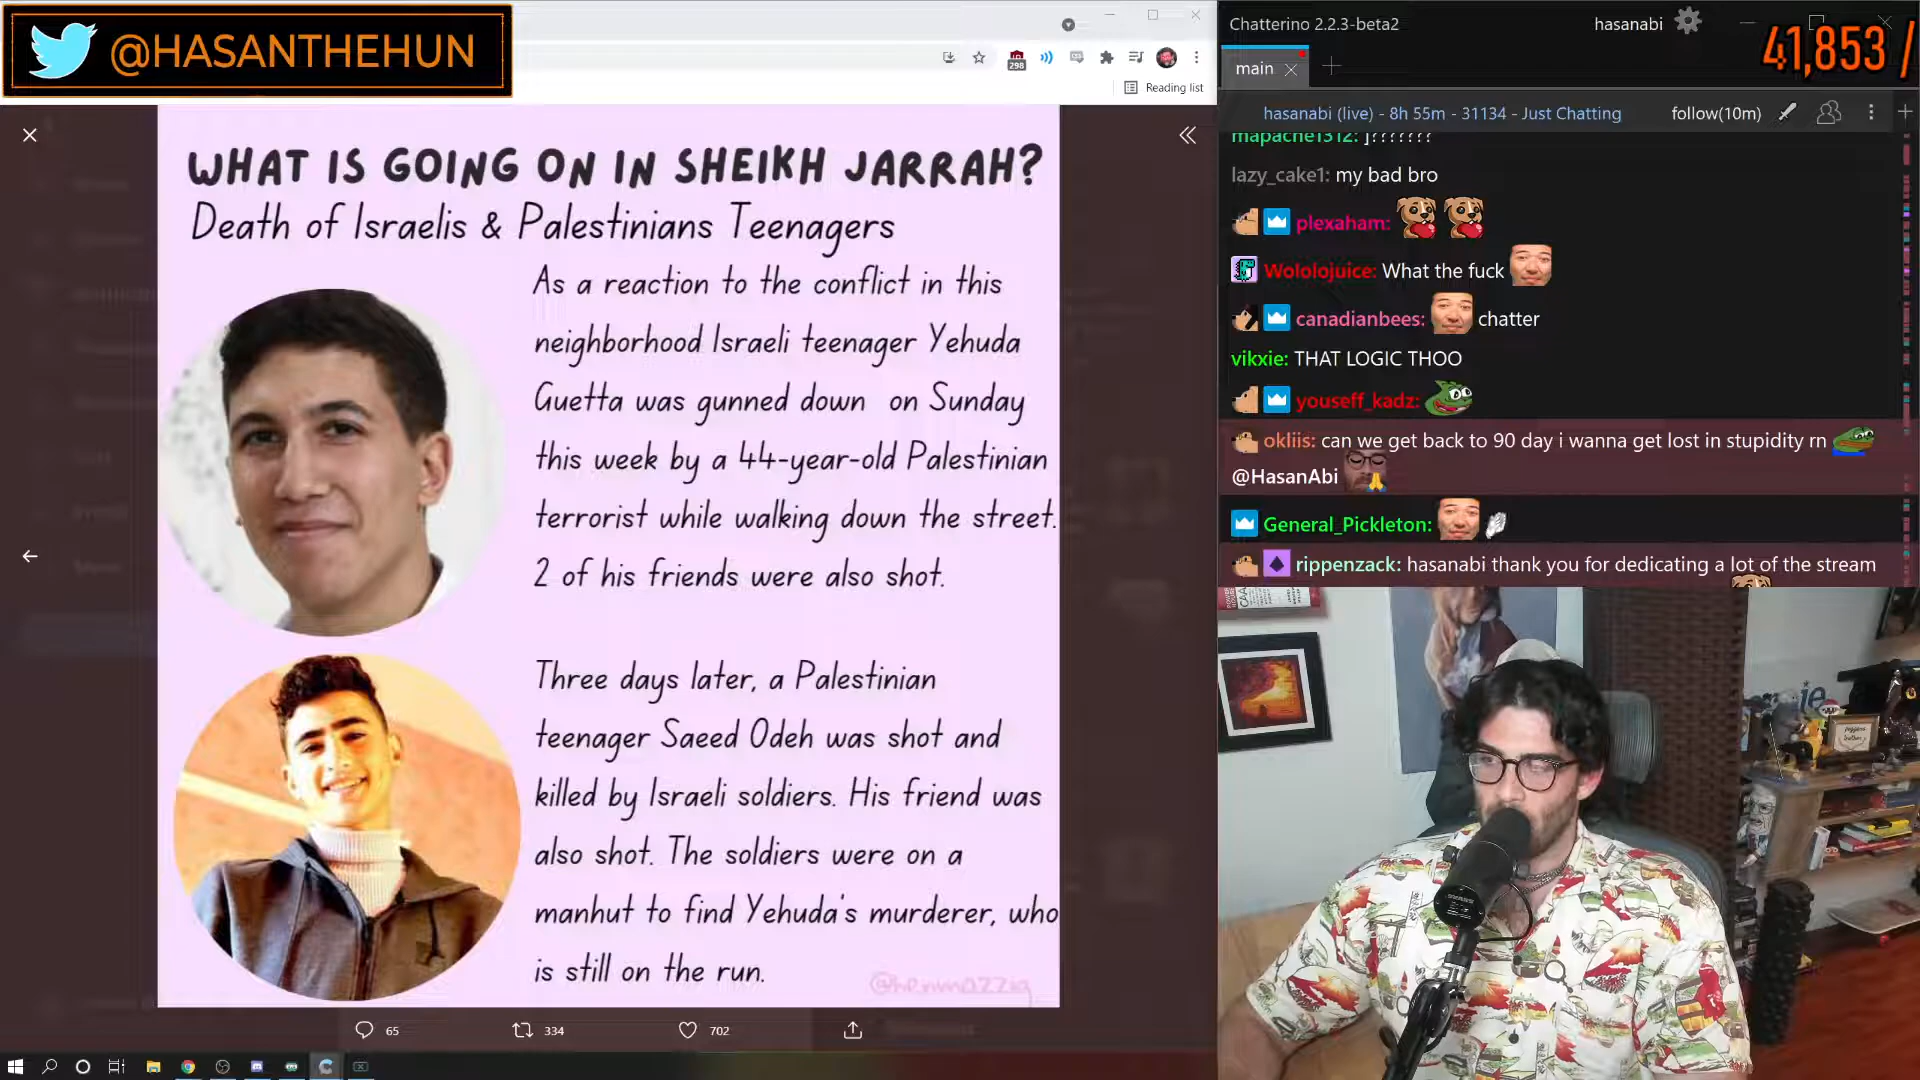 @HASANTHEHUN
298
Reading list
WHAT IS GOING ON IN SHEIKH JARRAH?
Death of Israelis & Palestinians Teenagers
As a reaction to the conflict in this
neighborhood Israeli teenager Yehuda
Guetta was gunned down on Sunday
this week by a 44-year-old Palestinian
terrorist while walking down the street.
2 of his friends were also shot.
Three days later, a Palestinian
teenager Saeed Odeh was shot and
killed by Israeli soldiers. His friend was
also shot. The soldiers were on a
manhut to find Yehuda's murderer, who
is still on the run.
@henmazzig
65
334
702
Chatterino 2.2.3-beta2
hasanabi
41,853 /
main
hasanabi (live) - 8h 55m - 31134 - Just Chatting
follow(10m)
mapache1312: ]???????
lazy_cake1: my bad bro
plexaham:
Wololojuice: What the fuck
canadianbees: chatter
vikxie: THAT LOGIC THOO
youseff_kadz:
okliis: can we get back to 90 day i wanna get lost in stupidity rn
@HasanAbi
General_Pickleton:
rippenzack: hasanabi thank you for dedicating a lot of the stream